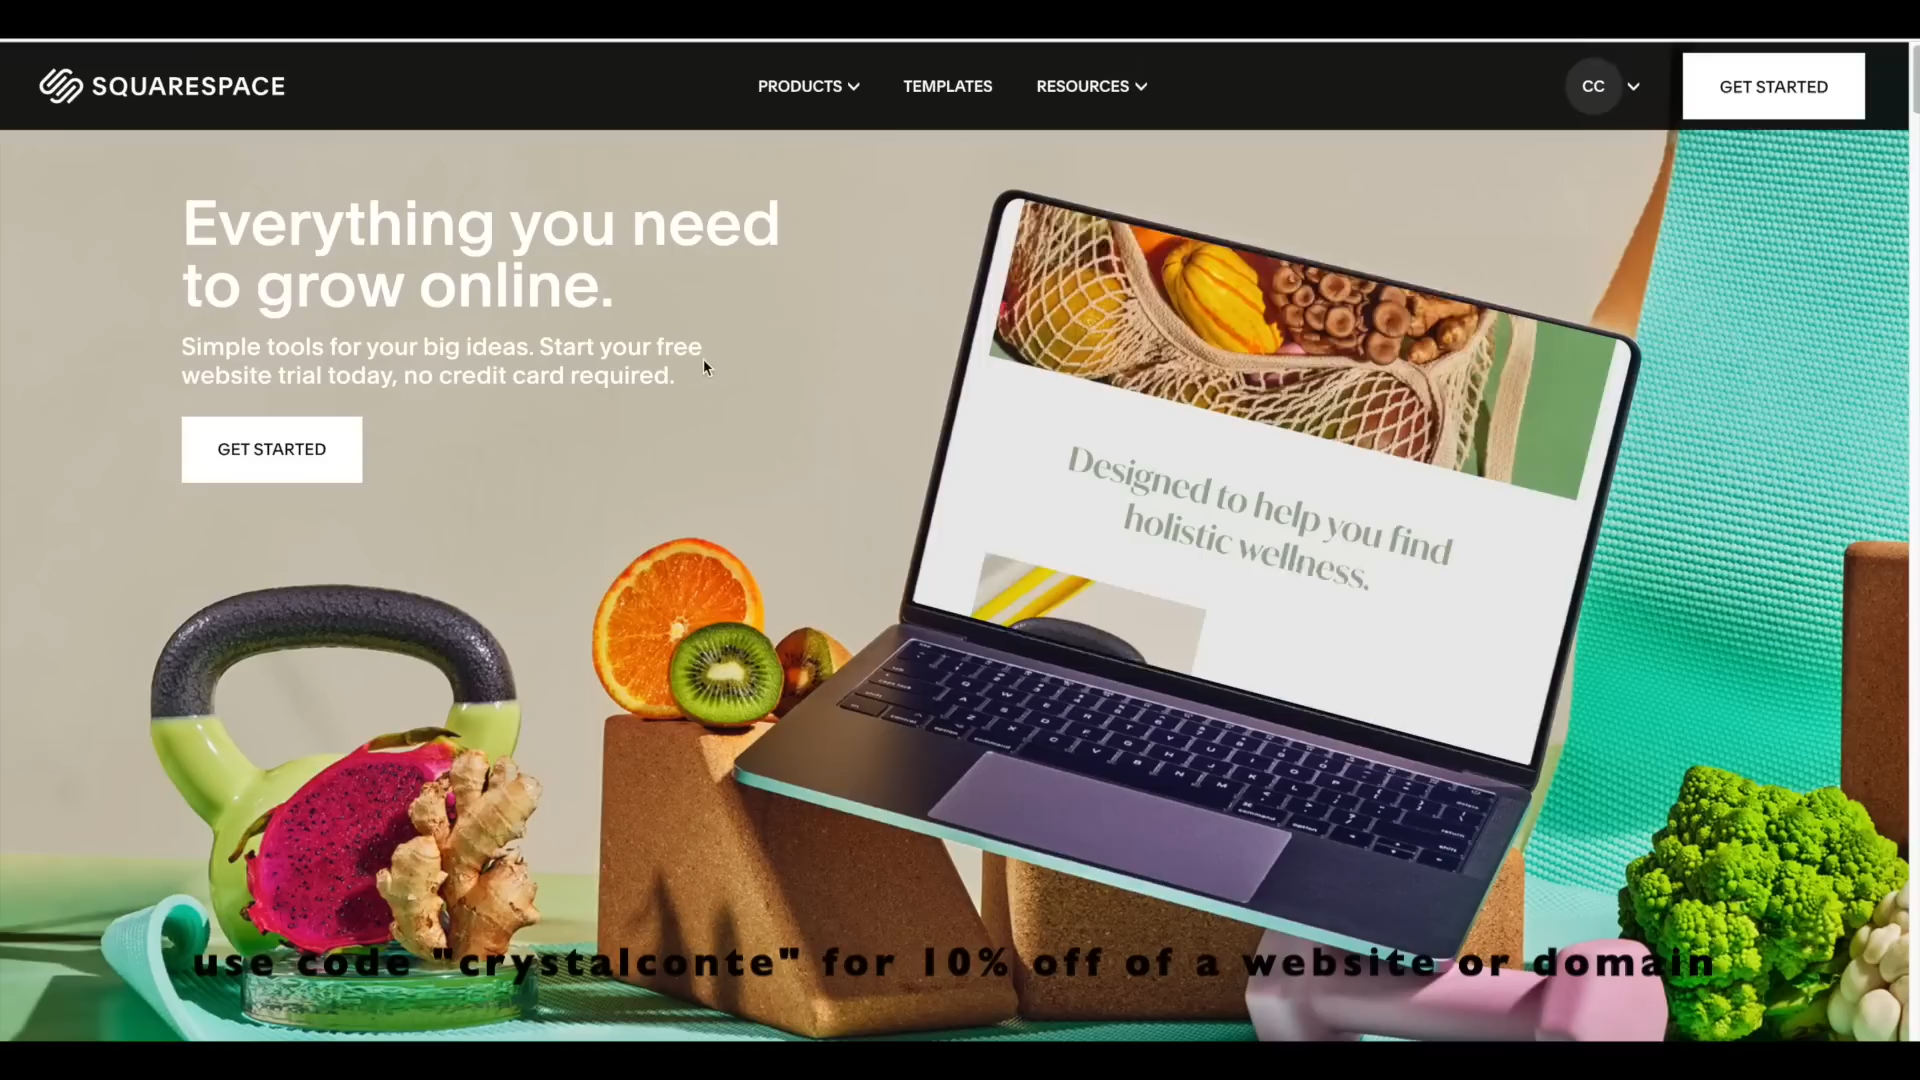 SQUARESPACE
PRODUCTS
TEMPLATES
RESOURCES
CC
GET STARTED
Everything you need
to grow online.
Simple tools for your big ideas. Start your free
website trial today, no credit card required.
GET STARTED
Designed to help you find
holistic wellness.
use code "crystalconte" for 10% off of a website or domain